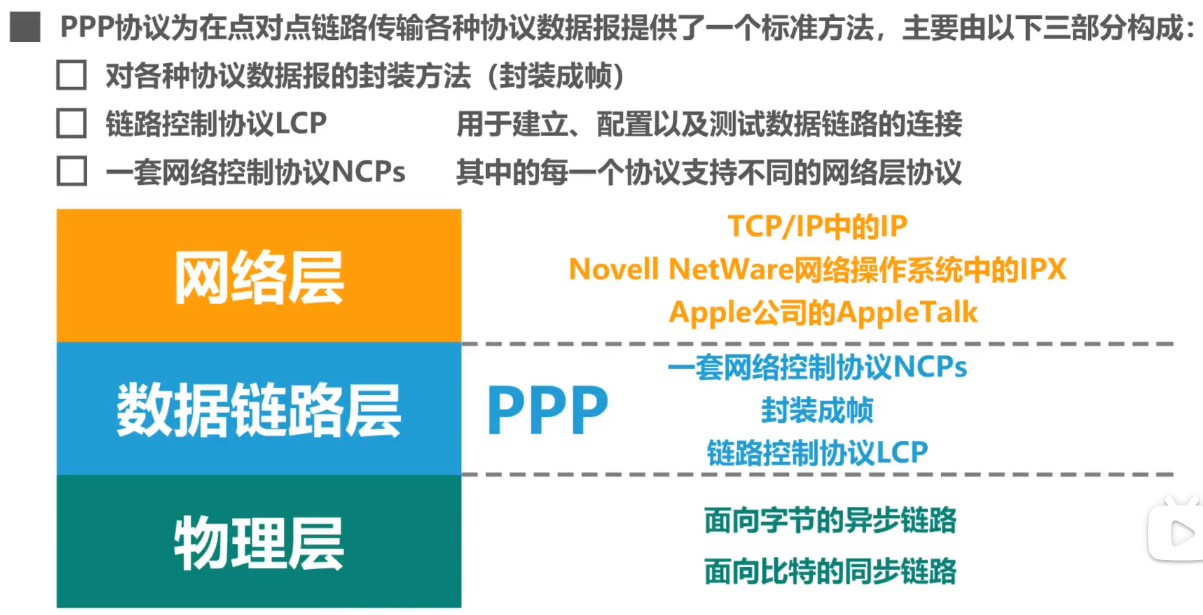 PPP协议为在点对点链路传输各种协议数据报提供了一个标准方法，主要由以下三部分构成：
对各种协议数据报的封装方法（封装成帧）
链路控制协议LCP 用于建立、配置以及测试数据链路的连接
一套网络控制协议NCPs 其中的每一个协议支持不同的网络层协议
网络层
TCP/IP中的IP
Novell NetWare网络操作系统中的IPX
Apple公司的AppleTalk
数据链路层
PPP
一套网络控制协议NCPs
封装成帧
链路控制协议LCP
物理层
面向字节的异步链路
面向比特的同步链路